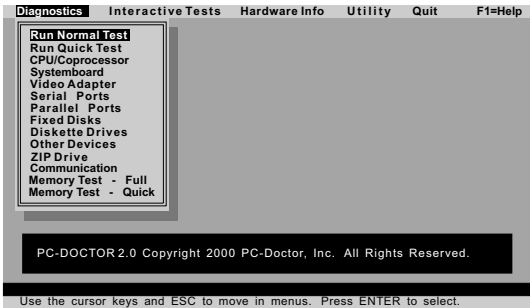 Diagnostics Interactive Tests Hardware Info Utility Quit F1=Help
Run Normal Test
Run Quick Test
CPU/Coprocessor
Systemboard
Video Adapter
Serial Ports
Parallel Ports
Fixed Disks
Diskette Drives
Other Devices
ZIP Drive
Communication
Memory Test - Full
Memory Test - Quick
PC-DOCTOR 2.0 Copyright 2000 PC-Doctor, Inc. All Rights Reserved.
Use the cursor keys and ESC to move in menus. Press ENTER to select.